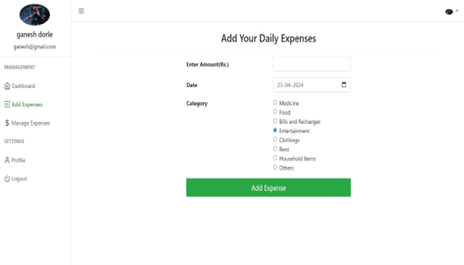 ganesh dorle
ganesh@gmail.com
MANAGEMENT
Dashboard
Add Expenses
Manage Expenses
SETTINGS
Profile
Logout
Add Your Daily Expenses
Enter Amount(Rs.)
Date
23-04-2024
Category
Medicine
Food
Bills and Recharges
Entertainment
Clothings
Rent
Household Items
Others
Add Expense